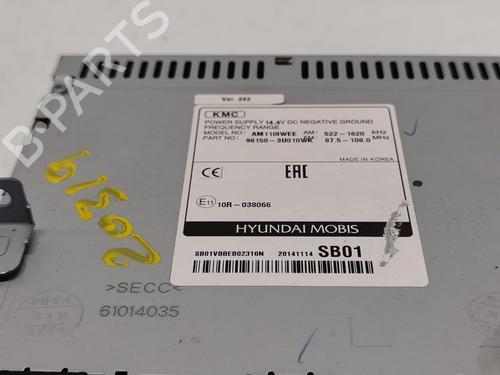 B-PARTS
Ver. 242
KMC
POWER SUPPLY 14.4V DC NEGATIVE GROUND
FREQUENCY RANGE
MODEL NO: AM110IWEE AM: 522-1620 kHz
PART NO: 96150-3U010WK FM: 87.5-108.0 MHz
MADE IN KOREA
CE EAC
E11 10R-038066
HYUNDAI MOBIS
SB01VBBEB02310N 20141114 SB01
>SECC<
61014035